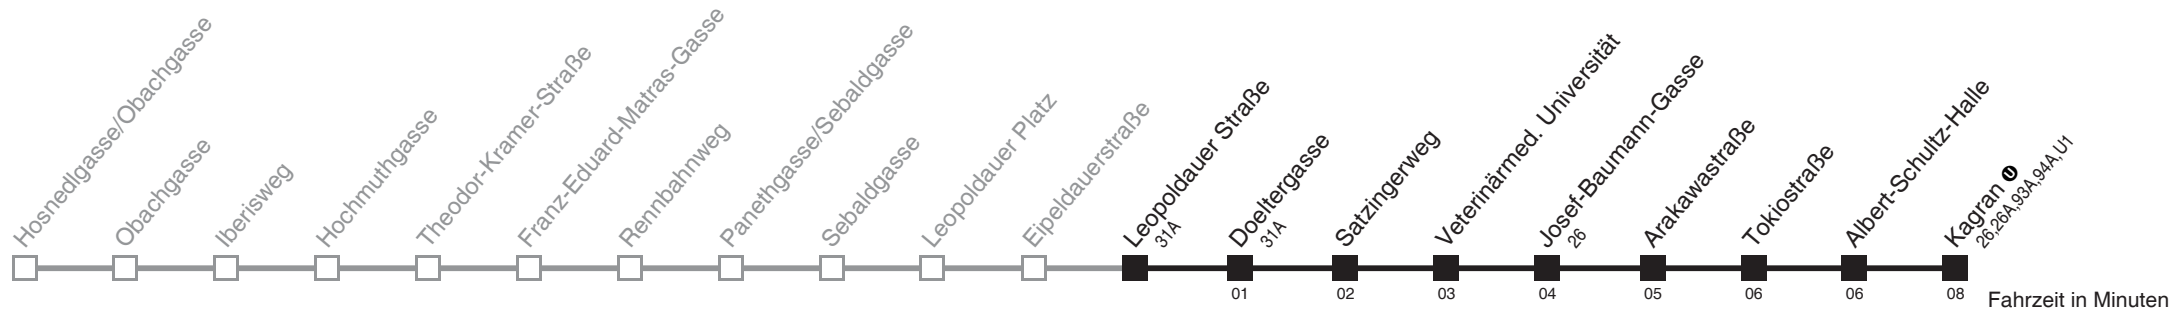 Hosnedlgasse/Obachgasse
Obachgasse
Iberisweg
Hochmuthgasse
Theodor-Kramer-Straße
Franz-Eduard-Matras-Gasse
Rennbahnweg
Panethgasse/Sebaldgasse
Sebaldgasse
Leopoldauer Platz
Eipeldauerstraße
Leopoldauer Straße
31A
Doeltergasse
31A
Satzingerweg
Veterinärmed. Universität
Josef-Baumann-Gasse
26
Arakawastraße
Tokiostraße
Albert-Schultz-Halle
Kagran U
26,26A,93A,94A,U1
01 02 03 04 05 06 06 08
Fahrzeit in Minuten